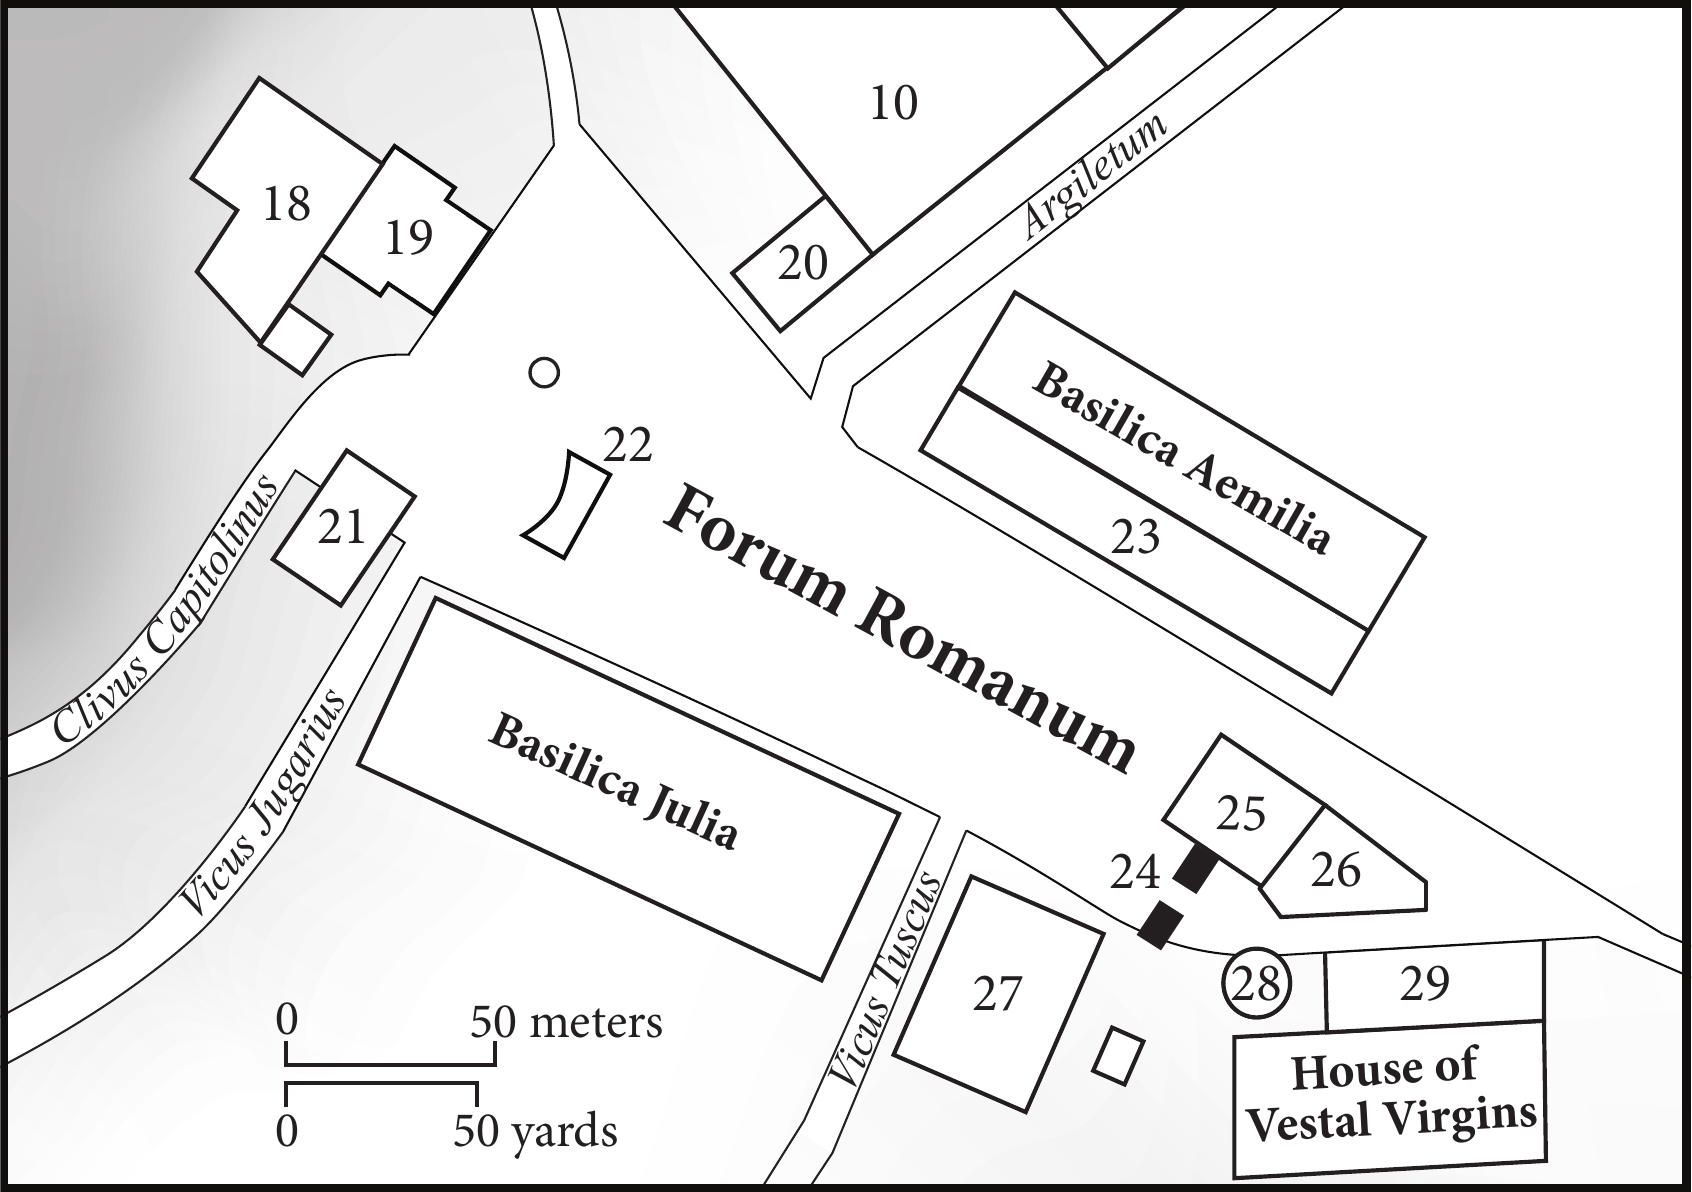 10
Argiletum
18
19
20
22
Basilica Aemilia
21
Clivus Capitolinus
Forum Romanum
23
Vicus Jugarius
Basilica Julia
25
24
26
Vicus Tuscus
27
28
29
0
50 meters
0
50 yards
House of
Vestal Virgins